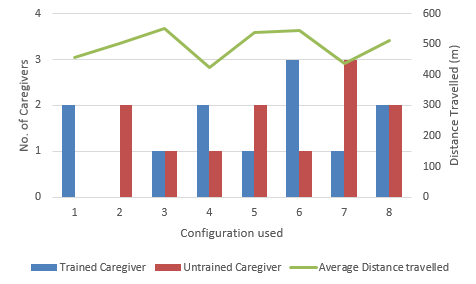 4
3
2
1
0
No. of Caregivers
600
500
400
300
200
100
0
Distance Travelled (m)
1 2 3 4 5 6 7 8
Configuration used
Trained Caregiver Untrained Caregiver Average Distance travelled